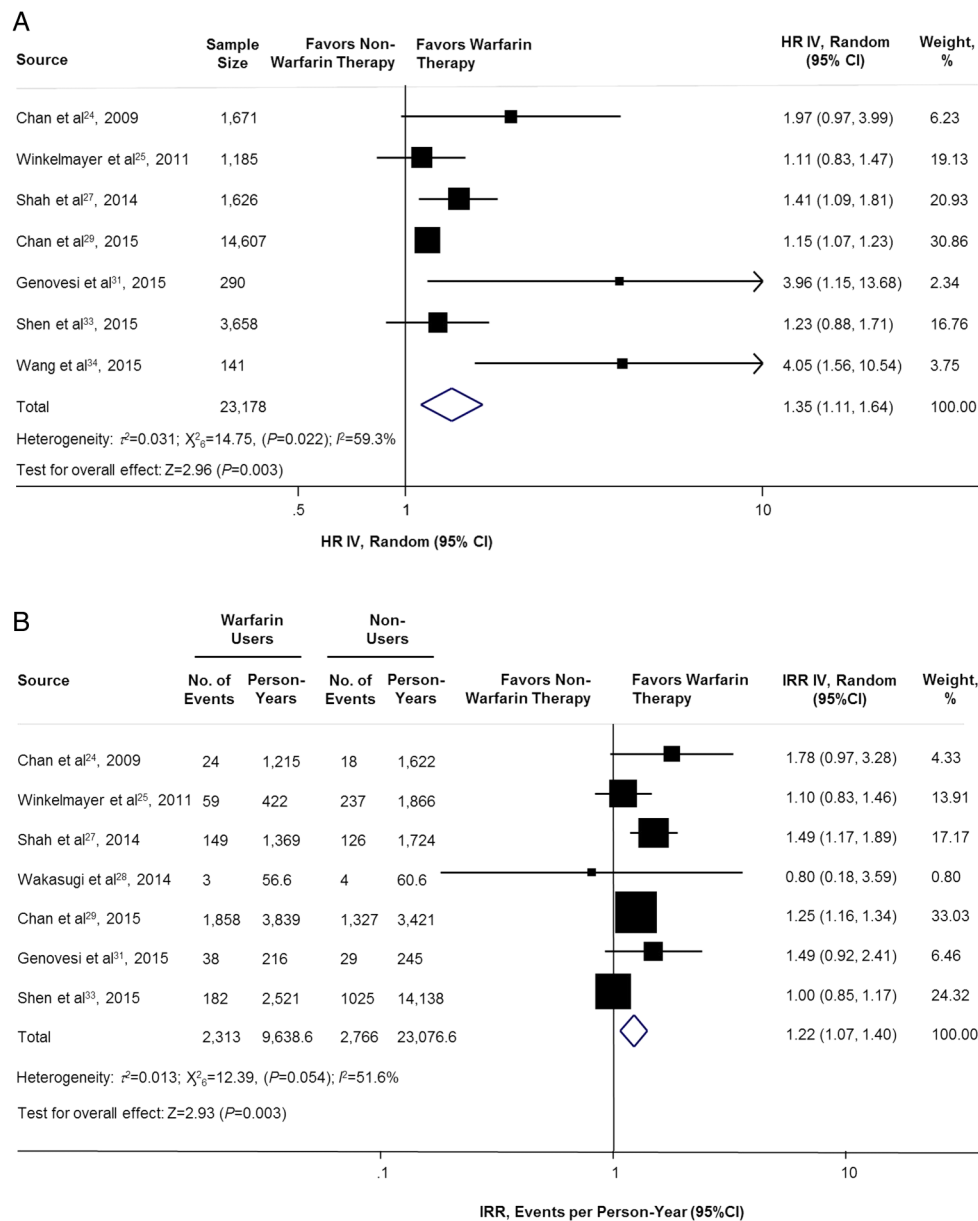 A
Source Sample Size Favors Non-Warfarin Therapy Favors Warfarin Therapy HR IV, Random (95% CI) Weight, %
Chan et al24, 2009 1,671 1.97 (0.97, 3.99) 6.23
Winkelmayer et al25, 2011 1,185 1.11 (0.83, 1.47) 19.13
Shah et al27, 2014 1,626 1.41 (1.09, 1.81) 20.93
Chan et al29, 2015 14,607 1.15 (1.07, 1.23) 30.86
Genovesi et al31, 2015 290 3.96 (1.15, 13.68) 2.34
Shen et al33, 2015 3,658 1.23 (0.88, 1.71) 16.76
Wang et al34, 2015 141 4.05 (1.56, 10.54) 3.75
Total 23,178 1.35 (1.11, 1.64) 100.00
Heterogeneity: τ²=0.031; X²6=14.75, (P=0.022); I²=59.3%
Test for overall effect: Z=2.96 (P=0.003)
.5 1 10
HR IV, Random (95% CI)
B
Warfarin Users Non-Users
Source No. of Events Person-Years No. of Events Person-Years Favors Non-Warfarin Therapy Favors Warfarin Therapy IRR IV, Random (95%CI) Weight, %
Chan et al24, 2009 24 1,215 18 1,622 1.78 (0.97, 3.28) 4.33
Winkelmayer et al25, 2011 59 422 237 1,866 1.10 (0.83, 1.46) 13.91
Shah et al27, 2014 149 1,369 126 1,724 1.49 (1.17, 1.89) 17.17
Wakasugi et al28, 2014 3 56.6 4 60.6 0.80 (0.18, 3.59) 0.80
Chan et al29, 2015 1,858 3,839 1,327 3,421 1.25 (1.16, 1.34) 33.03
Genovesi et al31, 2015 38 216 29 245 1.49 (0.92, 2.41) 6.46
Shen et al33, 2015 182 2,521 1025 14,138 1.00 (0.85, 1.17) 24.32
Total 2,313 9,638.6 2,766 23,076.6 1.22 (1.07, 1.40) 100.00
Heterogeneity: τ²=0.013; X²6=12.39, (P=0.054); I²=51.6%
Test for overall effect: Z=2.93 (P=0.003)
.1 1 10
IRR, Events per Person-Year (95%CI)